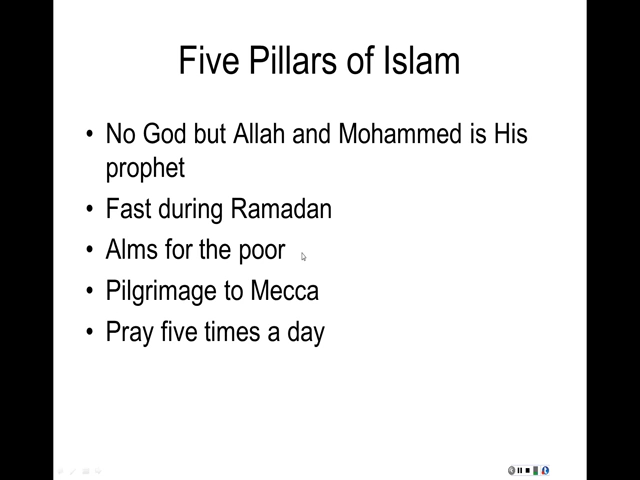 Five Pillars of Islam
• No God but Allah and Mohammed is His
prophet
• Fast during Ramadan
• Alms for the poor
• Pilgrimage to Mecca
• Pray five times a day